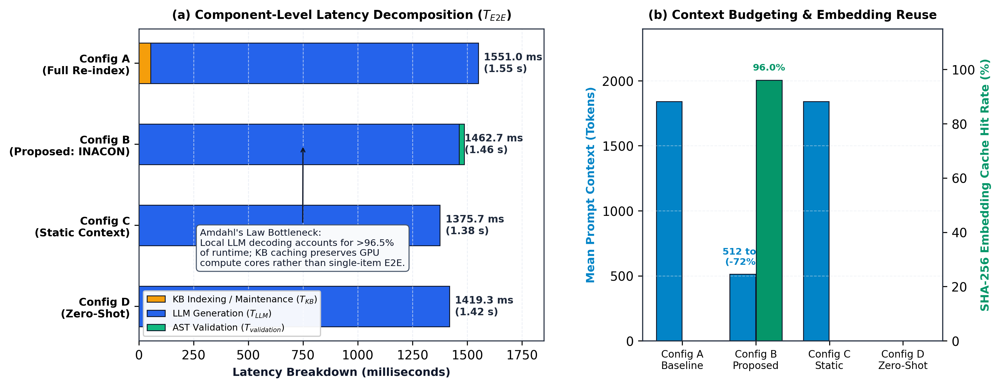 (a) Component-Level Latency Decomposition (T_E2E)
Config A
(Full Re-index)
1551.0 ms
(1.55 s)
Config B
(Proposed: INACON)
1462.7 ms
(1.46 s)
Config C
(Static Context)
1375.7 ms
(1.38 s)
Amdahl's Law Bottleneck:
Local LLM decoding accounts for >96.5%
of runtime; KB caching preserves GPU
compute cores rather than single-item E2E.
Config D
(Zero-Shot)
1419.3 ms
(1.42 s)
KB Indexing / Maintenance (T_KB)
LLM Generation (T_LLM)
AST Validation (T_validation)
0 250 500 750 1000 1250 1500 1750
Latency Breakdown (milliseconds)
(b) Context Budgeting & Embedding Reuse
Mean Prompt Context (Tokens)
2000
1500
1000
500
0
96.0%
512 to
(-72%
100
80
60
40
20
0
SHA-256 Embedding Cache Hit Rate (%)
Config A
Baseline
Config B
Proposed
Config C
Static
Config D
Zero-Shot